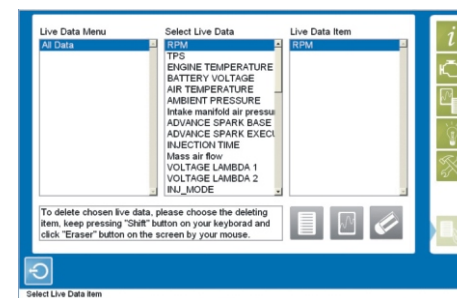 Live Data Menu
Select Live Data
Live Data Item
All Data
RPM
TPS
ENGINE TEMPERATURE
BATTERY VOLTAGE
AIR TEMPERATURE
AMBIENT PRESSURE
Intake manifold air pressu
ADVANCE SPARK BASE
ADVANCE SPARK EXECU
INJECTION TIME
Mass air flow
VOLTAGE LAMBDA 1
VOLTAGE LAMBDA 2
INJ_MODE
RPM
To delete chosen live data, please choose the deleting
item, keep pressing "Shift" button on your keyborad and
click "Eraser" button on the screen by your mouse.
Select Live Data Item